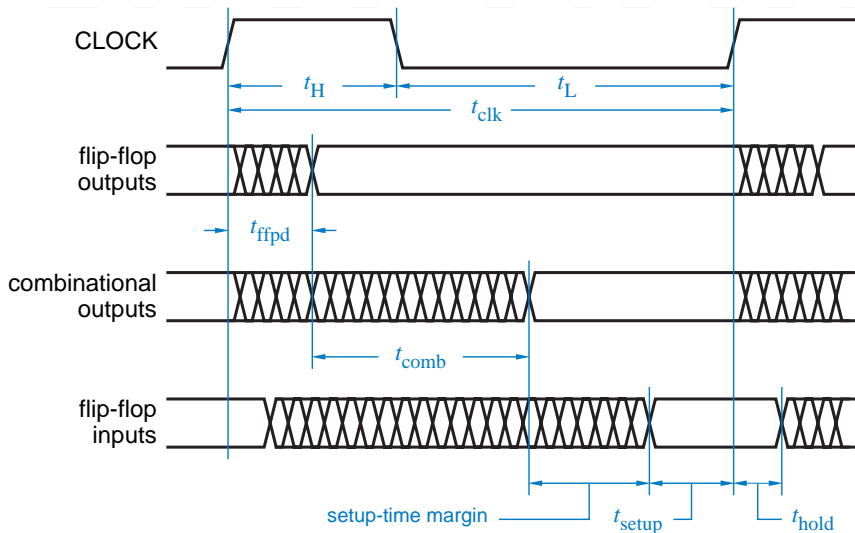 CLOCK
tH
tL
tclk
flip-flop
outputs
tffpd
combinational
outputs
tcomb
flip-flop
inputs
setup-time margin
tsetup
thold